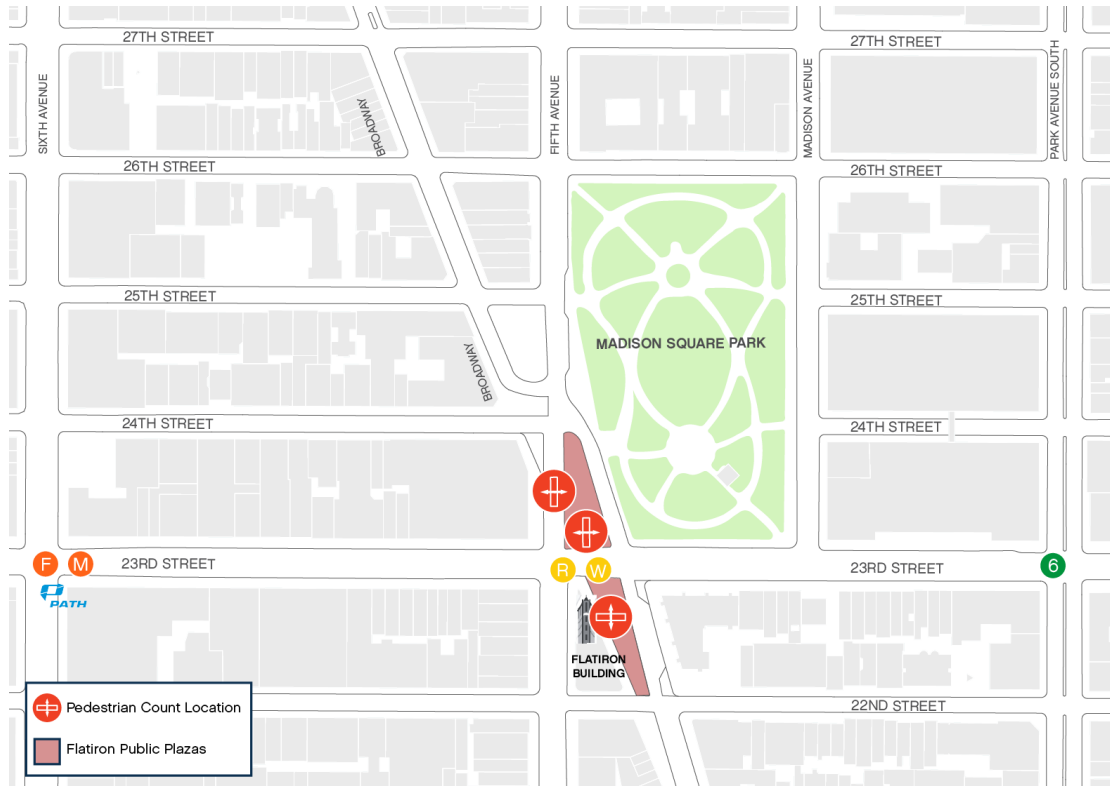 27TH STREET
27TH STREET
SIXTH AVENUE
BROADWAY
FIFTH AVENUE
MADISON AVENUE
PARK AVENUE SOUTH
26TH STREET
26TH STREET
25TH STREET
25TH STREET
MADISON SQUARE PARK
BROADWAY
24TH STREET
24TH STREET
F M
23RD STREET
R W
23RD STREET
6
PATH
FLATIRON
BUILDING
22ND STREET
Pedestrian Count Location
Flatiron Public Plazas